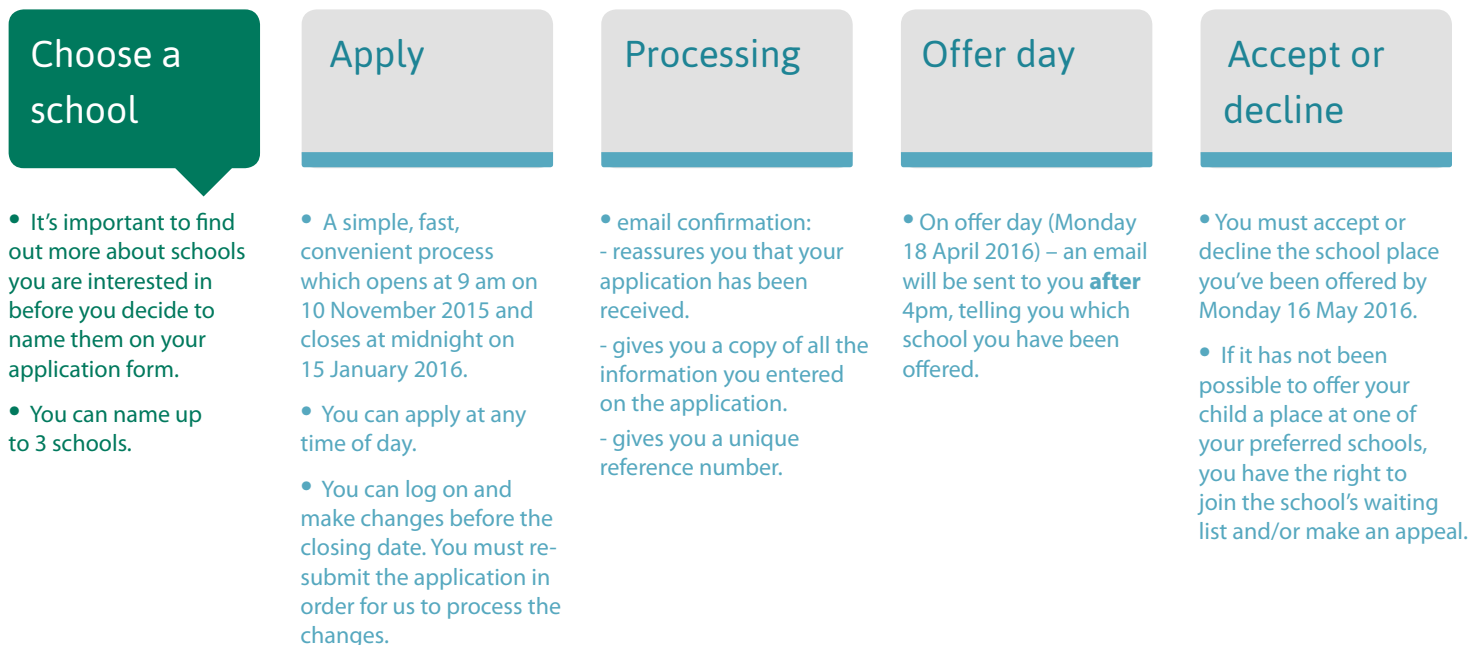 Choose a
school
• It's important to find
out more about schools
you are interested in
before you decide to
name them on your
application form.
• You can name up
to 3 schools.
Apply
• A simple, fast,
convenient process
which opens at 9 am on
10 November 2015 and
closes at midnight on
15 January 2016.
• You can apply at any
time of day.
• You can log on and
make changes before the
closing date. You must re-
submit the application in
order for us to process the
changes.
Processing
• email confirmation:
- reassures you that your
application has been
received.
- gives you a copy of all the
information you entered
on the application.
- gives you a unique
reference number.
Offer day
• On offer day (Monday
18 April 2016) – an email
will be sent to you after
4pm, telling you which
school you have been
offered.
Accept or
decline
• You must accept or
decline the school place
you've been offered by
Monday 16 May 2016.
• If it has not been
possible to offer your
child a place at one of
your preferred schools,
you have the right to
join the school's waiting
list and/or make an appeal.